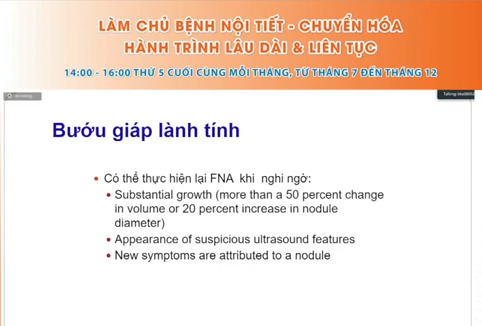 LÀM CHỦ BỆNH NỘI TIẾT - CHUYỂN HÓA
HÀNH TRÌNH LÂU DÀI & LIÊN TỤC
14:00 - 16:00 THỨ 5 CUỐI CÙNG MỖI THÁNG, TỪ THÁNG 7 ĐẾN THÁNG 12
Bướu giáp lành tính
• Có thể thực hiện lại FNA khi nghi ngờ:
• Substantial growth (more than a 50 percent change
in volume or 20 percent increase in nodule
diameter)
• Appearance of suspicious ultrasound features
• New symptoms are attributed to a nodule